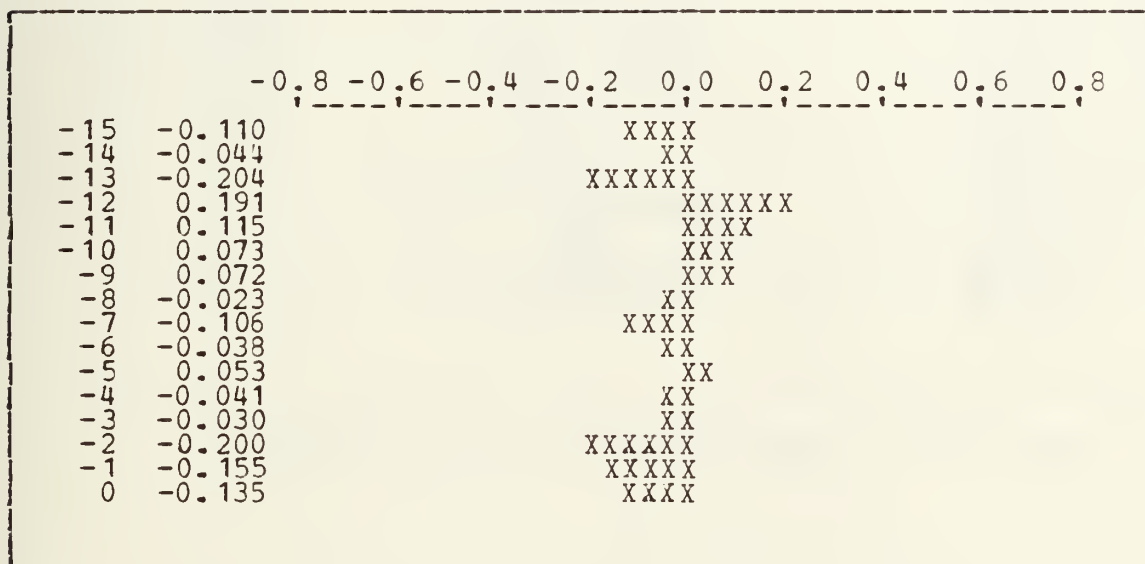 -0.8 -0.6 -0.4 -0.2 0.0 0.2 0.4 0.6 0.8
-15 -0.110 XXXX
-14 -0.044 XX
-13 -0.204 XXXXXX
-12 0.191 XXXXXX
-11 0.115 XXXX
-10 0.073 XXX
-9 0.072 XXX
-8 -0.023 XX
-7 -0.106 XXXX
-6 -0.038 XX
-5 0.053 XX
-4 -0.041 XX
-3 -0.030 XX
-2 -0.200 XXXXXX
-1 -0.155 XXXXX
0 -0.135 XXXX